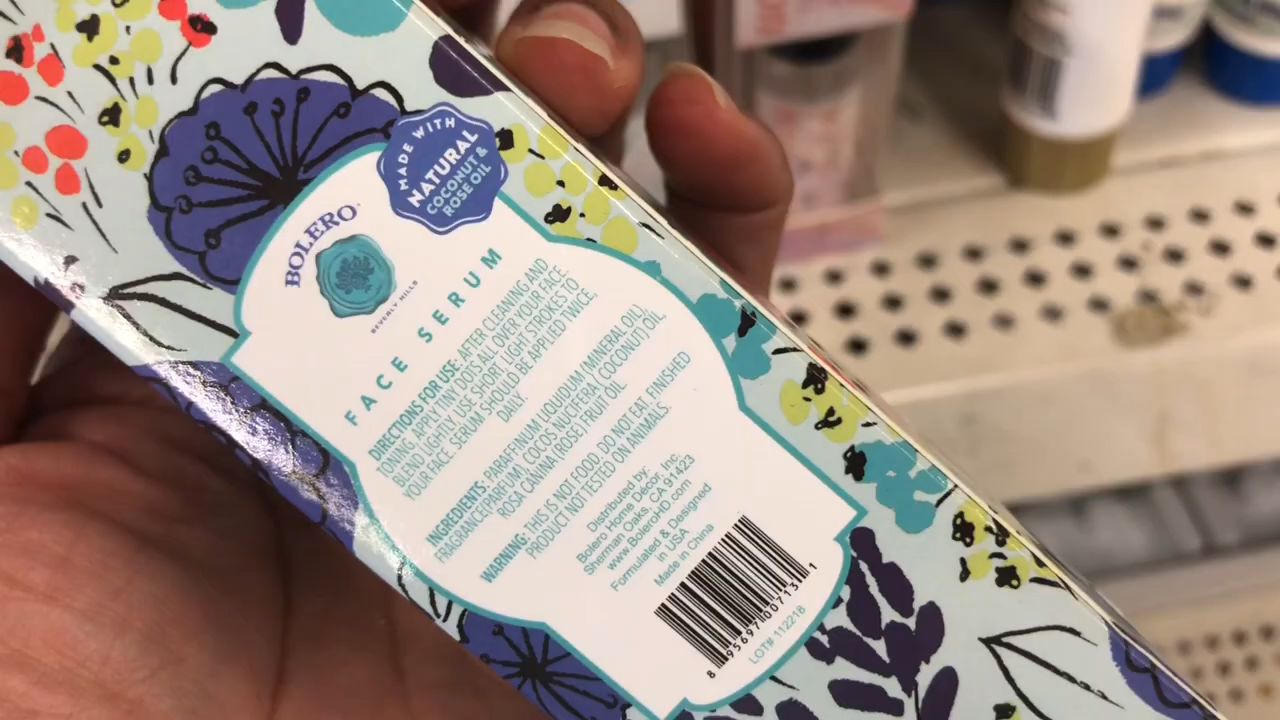 MADE WITH
NATURAL
COCONUT &
ROSE OIL
BOLERO
BEVERLY HILLS
FACE SERUM
DIRECTIONS FOR USE: AFTER CLEANING AND
TONING, APPLY TINY DOTS ALL OVER YOUR FACE.
BLEND LIGHTLY. USE SHORT, LIGHT STROKES TO
YOUR FACE. SERUM SHOULD BE APPLIED TWICE,
DAILY.
INGREDIENTS: PARAFFINUM LIQUIDUM (MINERAL OIL),
FRAGRANCE(PARFUM), COCOS NUCIFERA, COCONUT) OIL,
ROSA CANINA (ROSE) FRUIT OIL
WARNING: THIS IS NOT FOOD. DO NOT EAT. FINISHED
PRODUCT NOT TESTED ON ANIMALS.
Distributed by:
Bolero Home Decor, Inc.
Sherman Oaks, CA 91423
www.BoleroHD.com
Formulated & Designed
in USA
Made in China
8 95697 00713 1
LOT# 112218